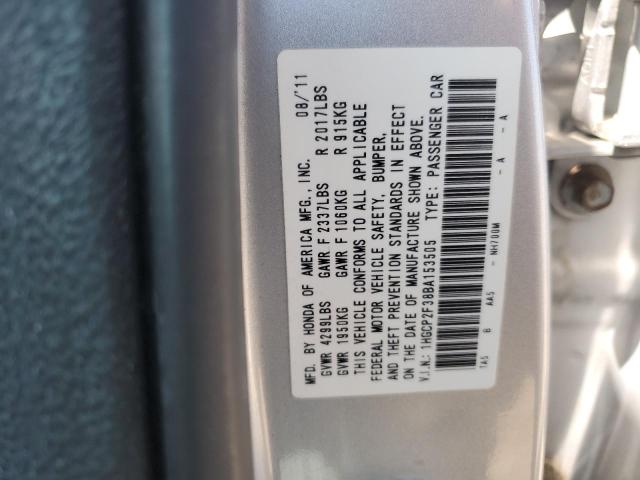 MFD. BY HONDA OF AMERICA MFG., INC. 08/'11
GVWR 4299LBS GAWR F 2337LBS R 2017LBS
GVWR 1950KG GAWR F 1060KG R 915KG
THIS VEHICLE CONFORMS TO ALL APPLICABLE
FEDERAL MOTOR VEHICLE SAFETY, BUMPER,
AND THEFT PREVENTION STANDARDS IN EFFECT
ON THE DATE OF MANUFACTURE SHOWN ABOVE.
V.I.N.: 1HGCP2F38BA153505 TYPE: PASSENGER CAR
TA5 B AA5 - NH700M - A - A